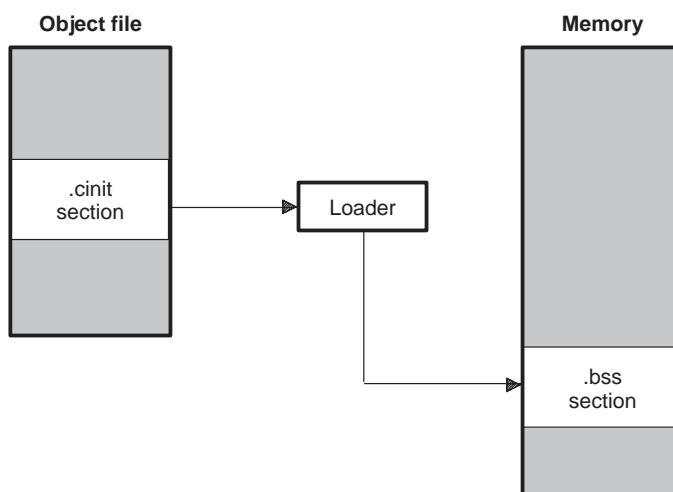 Object file
Memory
.cinit
section
Loader
.bss
section